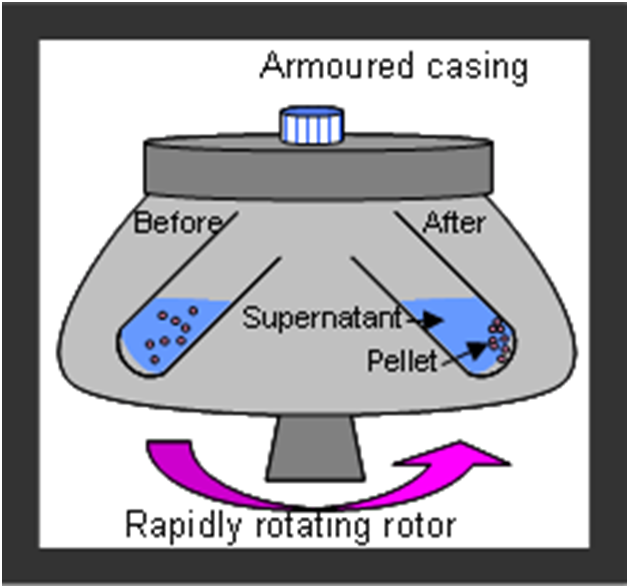 Armoured casing
Before
After
Supernatant
Pellet
Rapidly rotating rotor